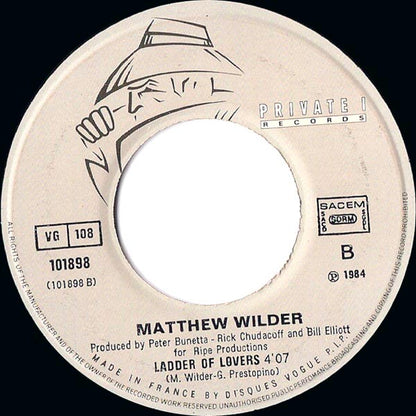 PRIVATE I
RECORDS
VG 108
101898
(101898 B)
SACEM
SACD SDRM SGDL
B
℗ 1984
MATTHEW WILDER
Produced by Peter Bunetta - Rick Chudacoff and Bill Elliott
for Ripe Productions
LADDER OF LOVERS 4'07
(M. Wilder-G. Prestopino)
MADE IN FRANCE BY DISQUES VOGUE P.I.P.
ALL RIGHTS OF THE MANUFACTURER AND OF THE OWNER OF THE RECORDED WORK RESERVED. UNAUTHORISED PUBLIC PERFORMANCE BROADCASTING AND COPYING OF THIS RECORD PROHIBITED